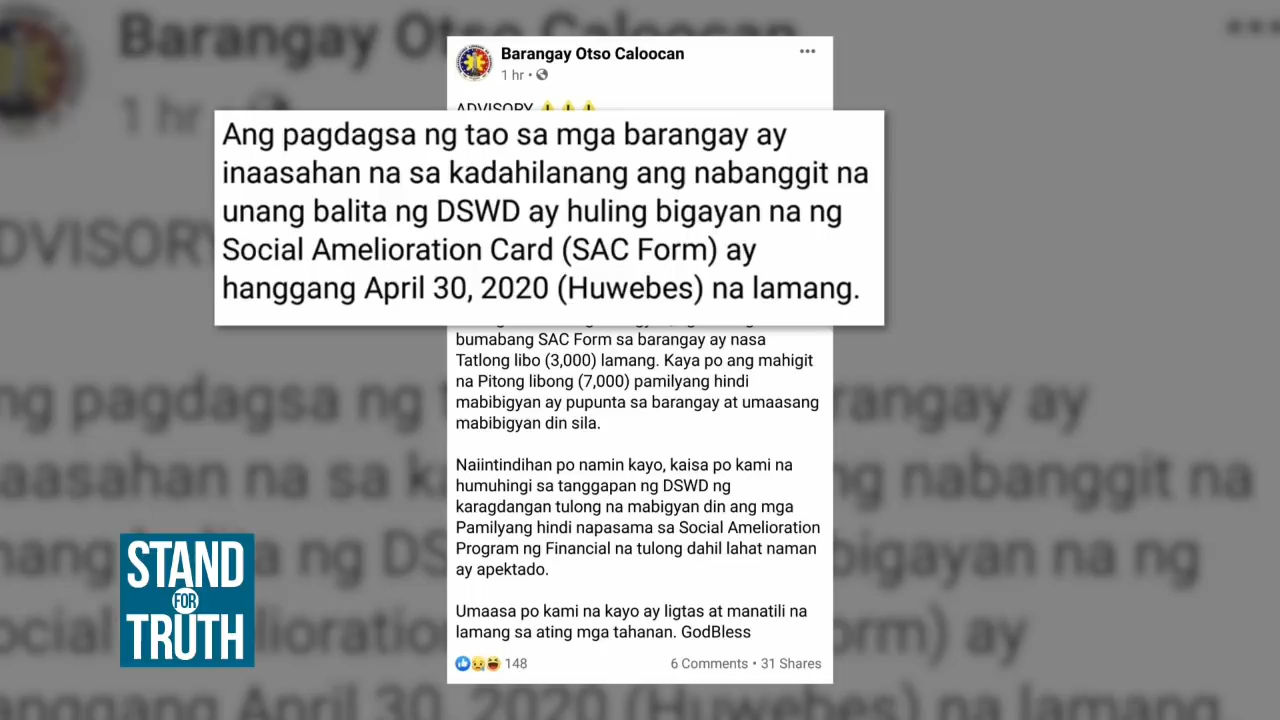 Barangay Otso Caloocan
1 hr
ADVISORY ⚠️⚠️⚠️
Ang pagdagsa ng tao sa mga barangay ay
inaasahan na sa kadahilanang ang nabanggit na
unang balita ng DSWD ay huling bigayan na ng
Social Amelioration Card (SAC Form) ay
hanggang April 30, 2020 (Huwebes) na lamang.
bumabang SAC Form sa barangay ay nasa
Tatlong libo (3,000) lamang. Kaya po ang mahigit
na Pitong libong (7,000) pamilyang hindi
mabibigyan ay pupunta sa barangay at umaasang
mabibigyan din sila.
Naiintindihan po namin kayo, kaisa po kami na
humuhingi sa tanggapan ng DSWD ng
karagdangan tulong na mabigyan din ang mga
Pamilyang hindi napasama sa Social Amelioration
Program ng Financial na tulong dahil lahat naman
ay apektado.
Umaasa po kami na kayo ay ligtas at manatili na
lamang sa ating mga tahanan. GodBless
148
6 Comments • 31 Shares
STAND
FOR
TRUTH